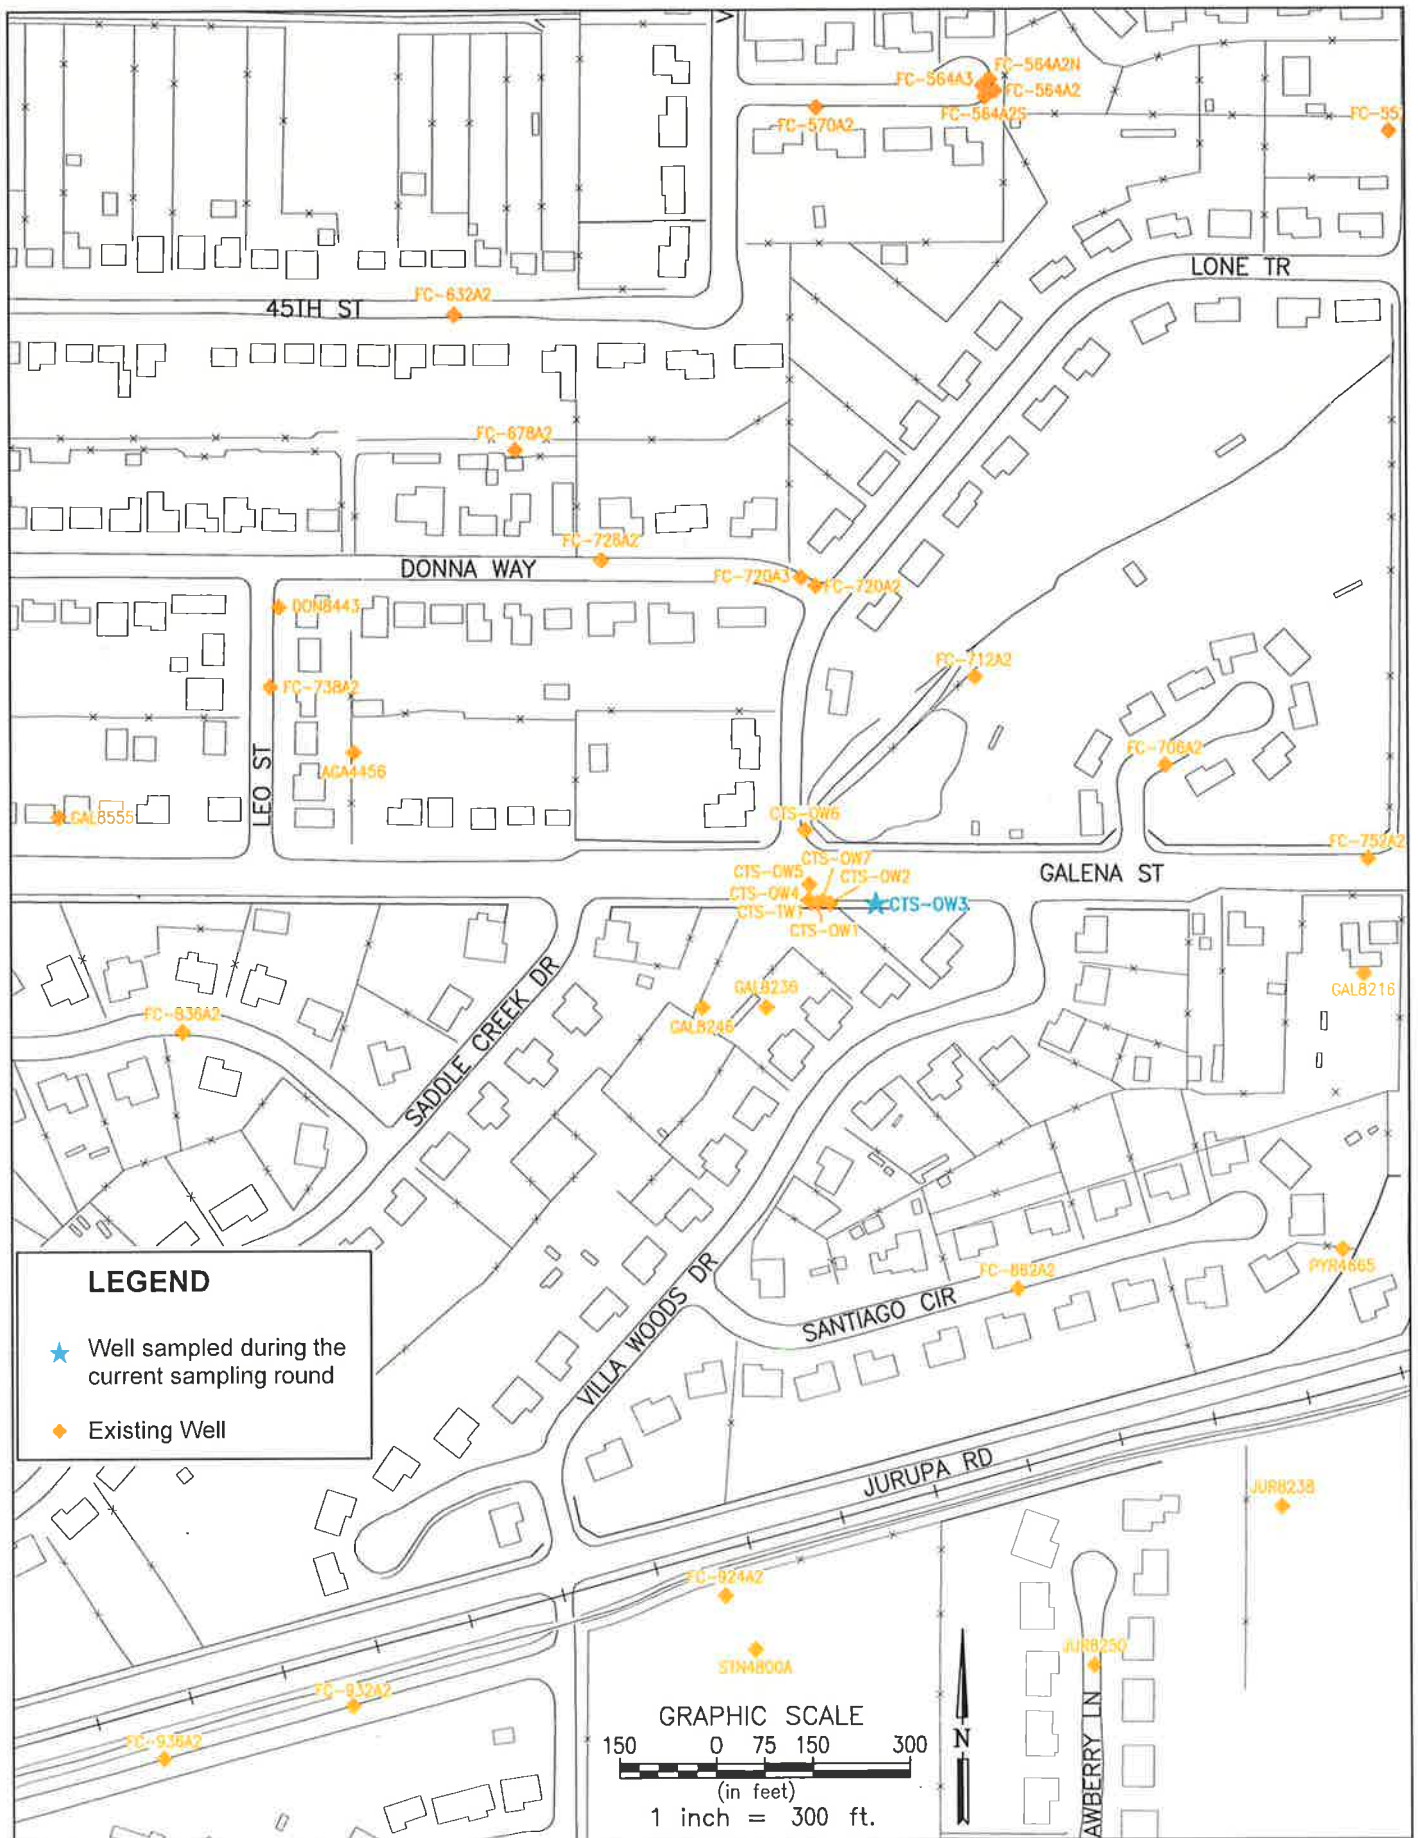 V
FC-564A2N
FC-564A3
FC-564A2
FC-564A2S
FC-570A2
FC-55
LONE TR
FC-632A2
45TH ST
FC-678A2
FC-726A2
DONNA WAY
FC-720A3
FC-720A2
DON8443
FC-712A2
FC-738A2
FC-706A2
LEO ST
ACA4456
GAL8555
CTS-OW6
FC-752A2
CTS-OW7
CTS-OW5
CTS-OW2
GALENA ST
CTS-OW4
CTS-OW3
CTS-TW1
CTS-OW1
SADDLE CREEK DR
GAL8236
GAL8216
FC-836A2
GAL8246
LEGEND
Well sampled during the
current sampling round
Existing Well
VILLA WOODS DR
FC-882A2
PYR4665
SANTIAGO CIR
JURUPA RD
JUR8238
FC-924A2
JUR8250
STN4800A
FC-932A2
FC-936A2
GRAPHIC SCALE
150 0 75 150 300
(in feet)
1 inch = 300 ft.
N
AWBERRY LN